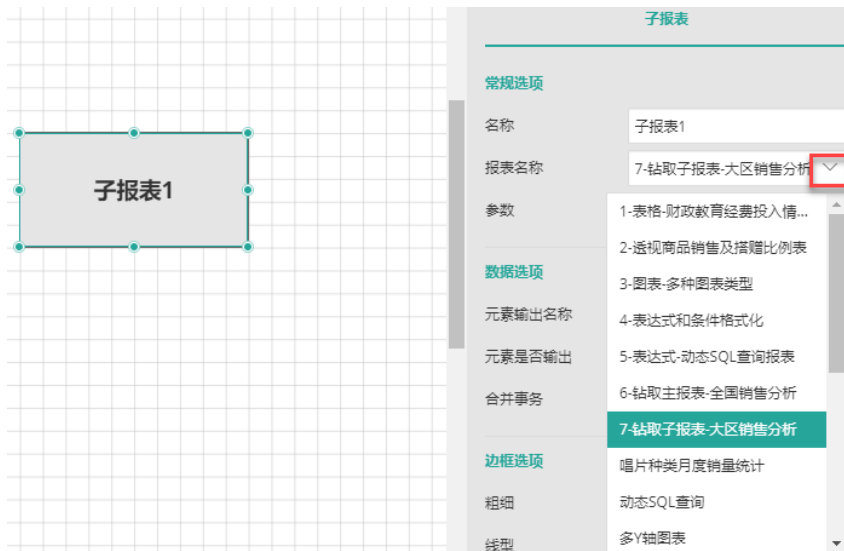 子报表
常规选项
名称
子报表1
报表名称
7-钻取子报表-大区销售分析
子报表1
参数
1-表格-财政教育经费投入情...
2-透视商品销售及搭赠比例表
数据选项
3-图表-多种图表类型
元素输出名称
4-表达式和条件格式化
元素是否输出
5-表达式-动态SQL查询报表
合并事务
6-钻取主报表-全国销售分析
7-钻取子报表-大区销售分析
边框选项
唱片种类月度销量统计
粗细
动态SQL查询
线型
多Y轴图表